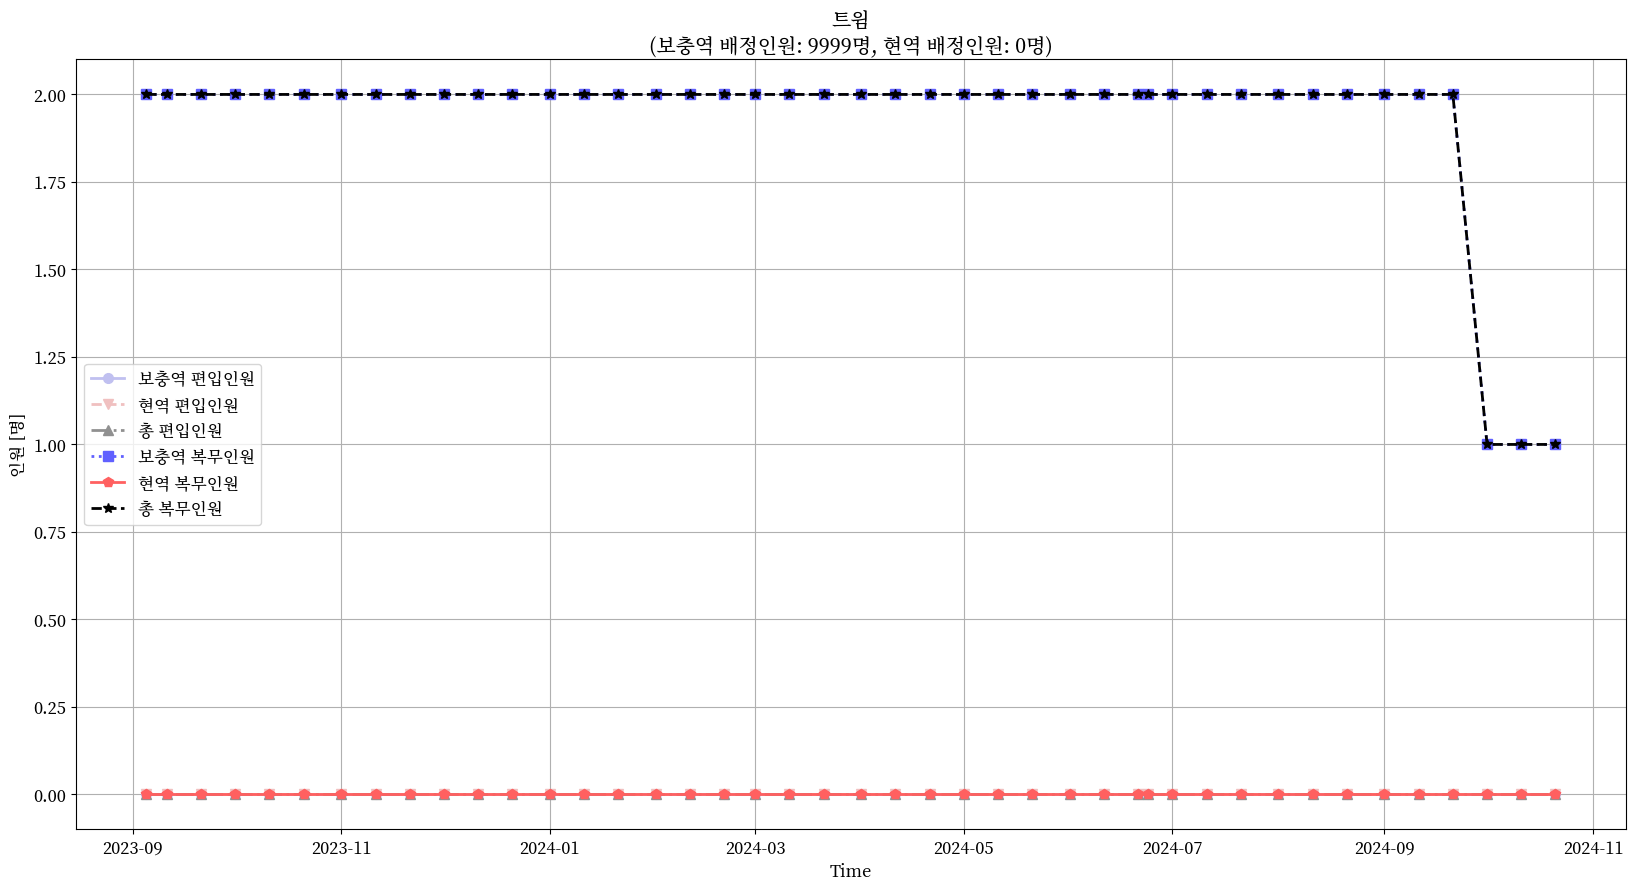 트윔
(보충역 배정인원: 9999명, 현역 배정인원: 0명)
2.00
1.75
1.50
1.25
1.00
0.75
0.50
0.25
0.00
인원 [명]
보충역 편입인원
현역 편입인원
총 편입인원
보충역 복무인원
현역 복무인원
총 복무인원
2023-09
2023-11
2024-01
2024-03
2024-05
2024-07
2024-09
2024-11
Time